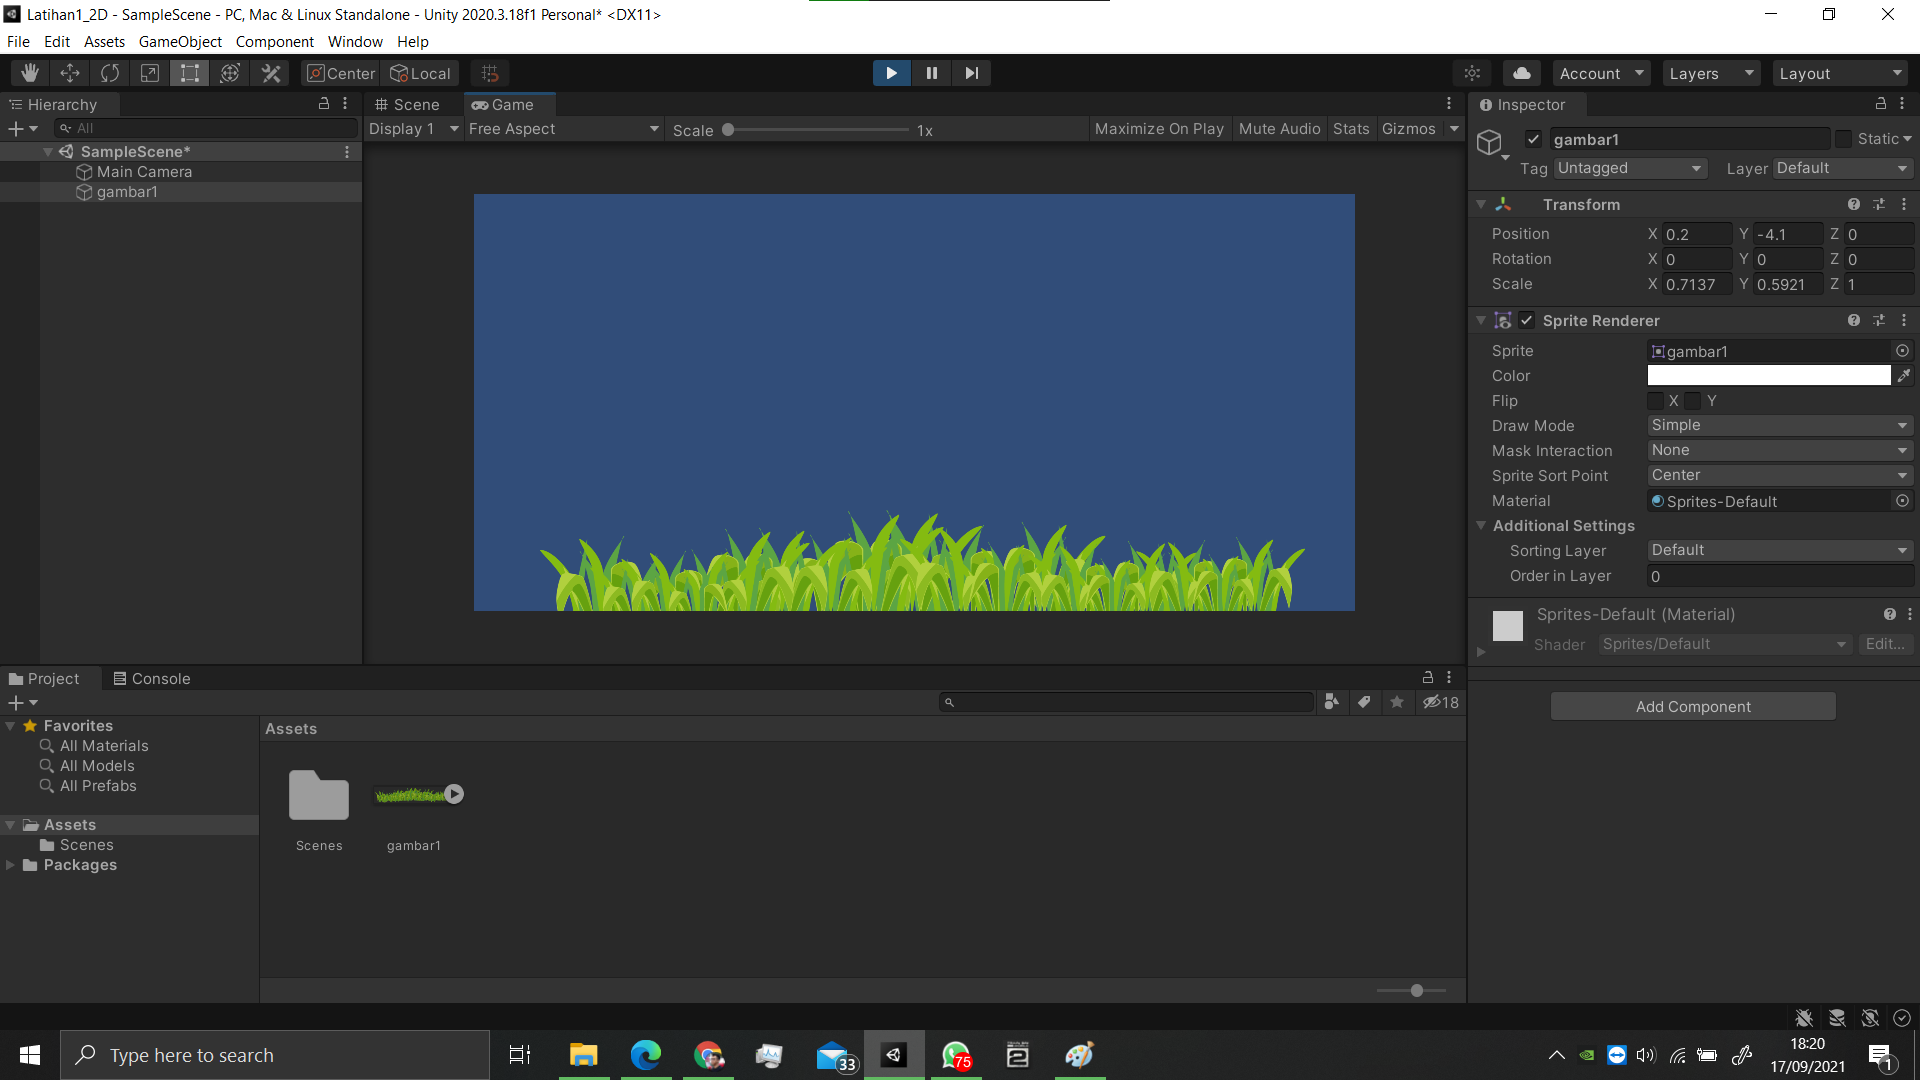 Latihan1_2D - SampleScene - PC, Mac & Linux Standalone - Unity 2020.3.18f1 Personal* <DX11>
File Edit Assets GameObject Component Window Help
Center Local Account Layers Layout
Hierarchy
All
SampleScene*
Main Camera
gambar1
Scene Game
Display 1 Free Aspect Scale 1x Maximize On Play Mute Audio Stats Gizmos
Inspector
gambar1 Static
Tag Untagged Layer Default
Transform
Position X 0.2 Y -4.1 Z 0
Rotation X 0 Y 0 Z 0
Scale X 0.7137 Y 0.5921 Z 1
Sprite Renderer
Sprite gambar1
Color
Flip X Y
Draw Mode Simple
Mask Interaction None
Sprite Sort Point Center
Material Sprites-Default
Additional Settings
Sorting Layer Default
Order in Layer 0
Sprites-Default (Material)
Shader Sprites/Default Edit...
Add Component
Project Console
18
Favorites
All Materials
All Models
All Prefabs
Assets
Scenes
Packages
Assets
Scenes gambar1
Type here to search
33
75
2
18:20
17/09/2021
1